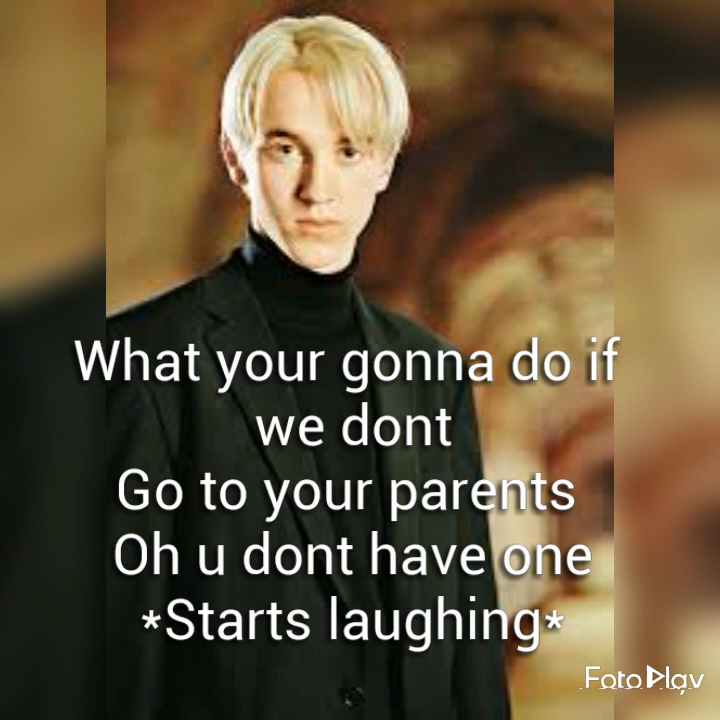 What your gonna do if
we dont
Go to your parents
Oh u dont have one
*Starts laughing*
FotoPlay